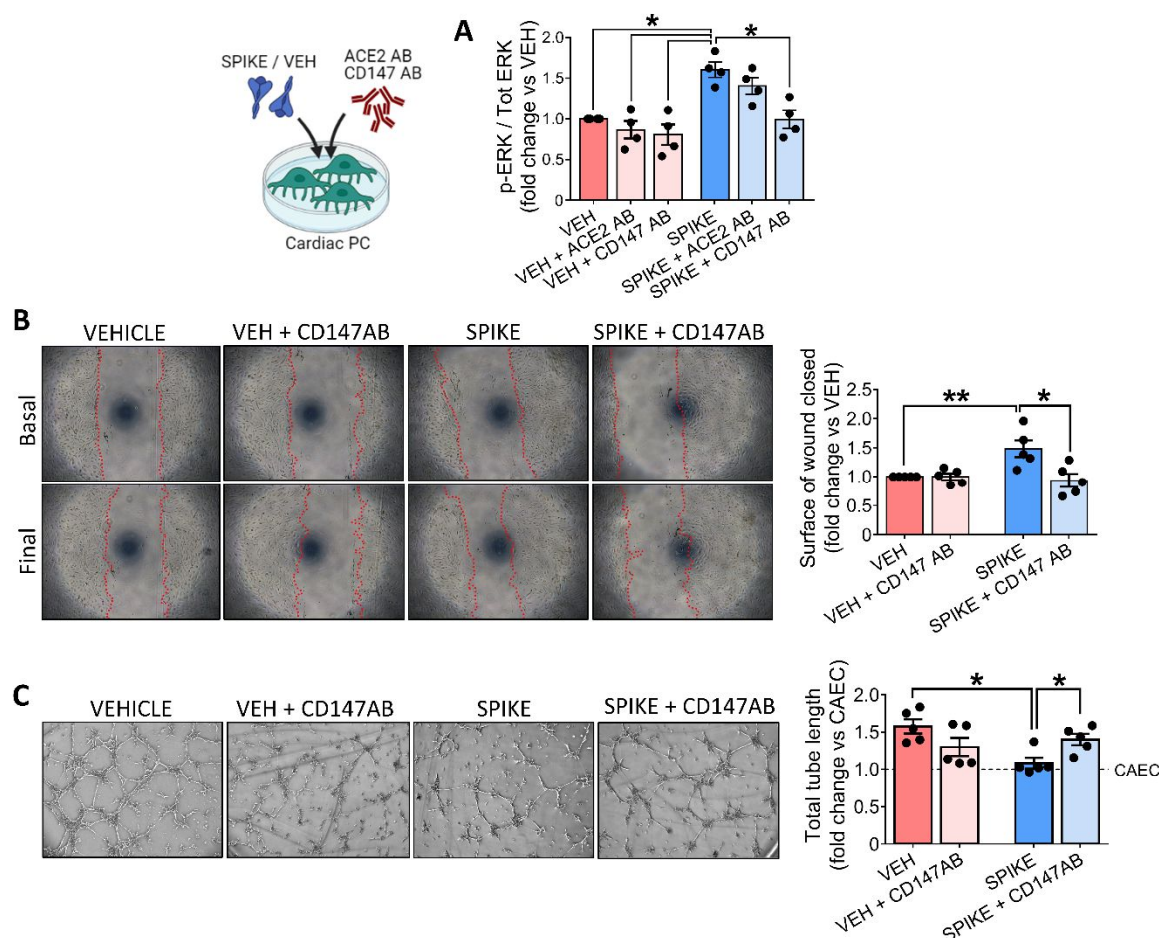 SPIKE / VEH
ACE2 AB
CD147 AB
Cardiac PC
A
p-ERK / Tot ERK
(fold change vs VEH)
2.0
1.5
1.0
0.5
0
*
*
VEH
VEH + ACE2 AB
VEH + CD147 AB
SPIKE
SPIKE + ACE2 AB
SPIKE + CD147 AB
B
VEHICLE
VEH + CD147AB
SPIKE
SPIKE + CD147AB
Basal
Final
Surface of wound closed
(fold change vs VEH)
2.5
2.0
1.5
1.0
0.5
0
**
*
VEH
VEH + CD147 AB
SPIKE
SPIKE + CD147 AB
C
VEHICLE
VEH + CD147AB
SPIKE
SPIKE + CD147AB
Total tube length
(fold change vs CAEC)
2.0
1.5
1.0
0.5
0
*
*
CAEC
VEH
VEH + CD147AB
SPIKE
SPIKE + CD147AB